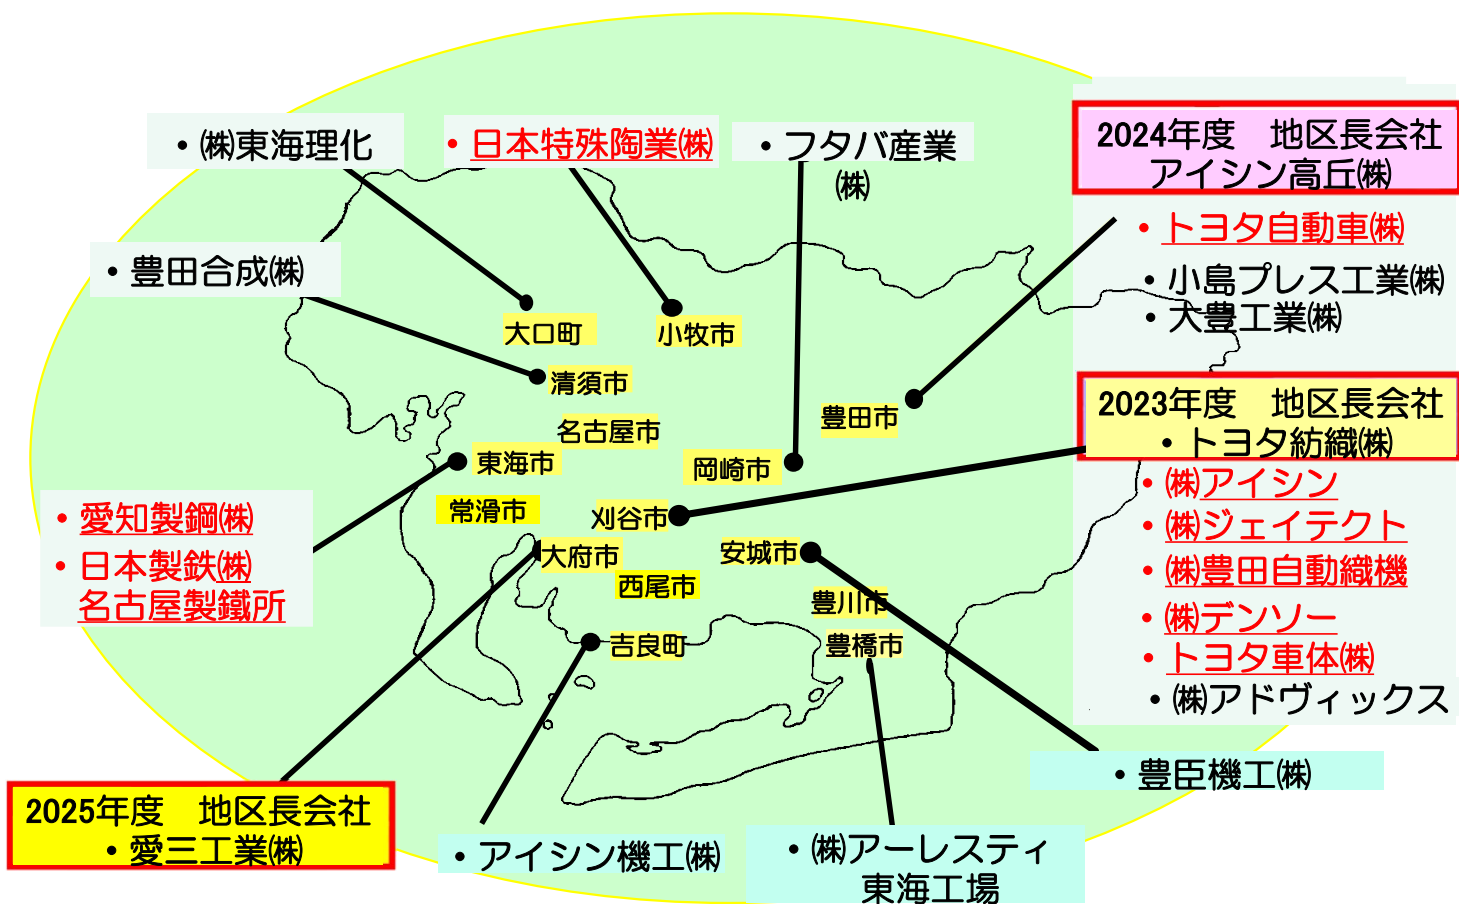 ・㈱東海理化
・日本特殊陶業㈱
・フタバ産業
㈱
2024年度　地区長会社
アイシン高丘㈱
・トヨタ自動車㈱
・小島プレス工業㈱
・大豊工業㈱
・豊田合成㈱
大口町
小牧市
清須市
名古屋市
東海市
常滑市
刈谷市
大府市
西尾市
吉良町
岡崎市
豊田市
安城市
豊川市
豊橋市
2023年度　地区長会社
・トヨタ紡織㈱
・㈱アイシン
・㈱ジェイテクト
・㈱豊田自動織機
・㈱デンソー
・トヨタ車体㈱
・㈱アドヴィックス
・愛知製鋼㈱
・日本製鉄㈱
名古屋製鐵所
2025年度　地区長会社
・愛三工業㈱
・アイシン機工㈱
・㈱アーレスティ
東海工場
・豊臣機工㈱